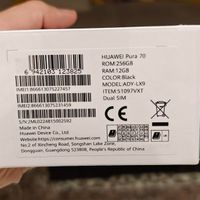 6 942103 123825
IMEI1:866613075227457
IMEI2:866613075231459
S/N:2MU0224815062592
HUAWEI Pura 70
ROM:256GB
RAM:12GB
COLOR:Black
MODEL:ADY-LX9
ITEM:51097VXT
Dual SIM
Made in China
Huawei Device Co., Ltd.
https://consumer.huawei.com
No.2 of Xincheng Road, Songshan Lake Zone,
Dongguan, Guangdong 523808, People's Republic of China